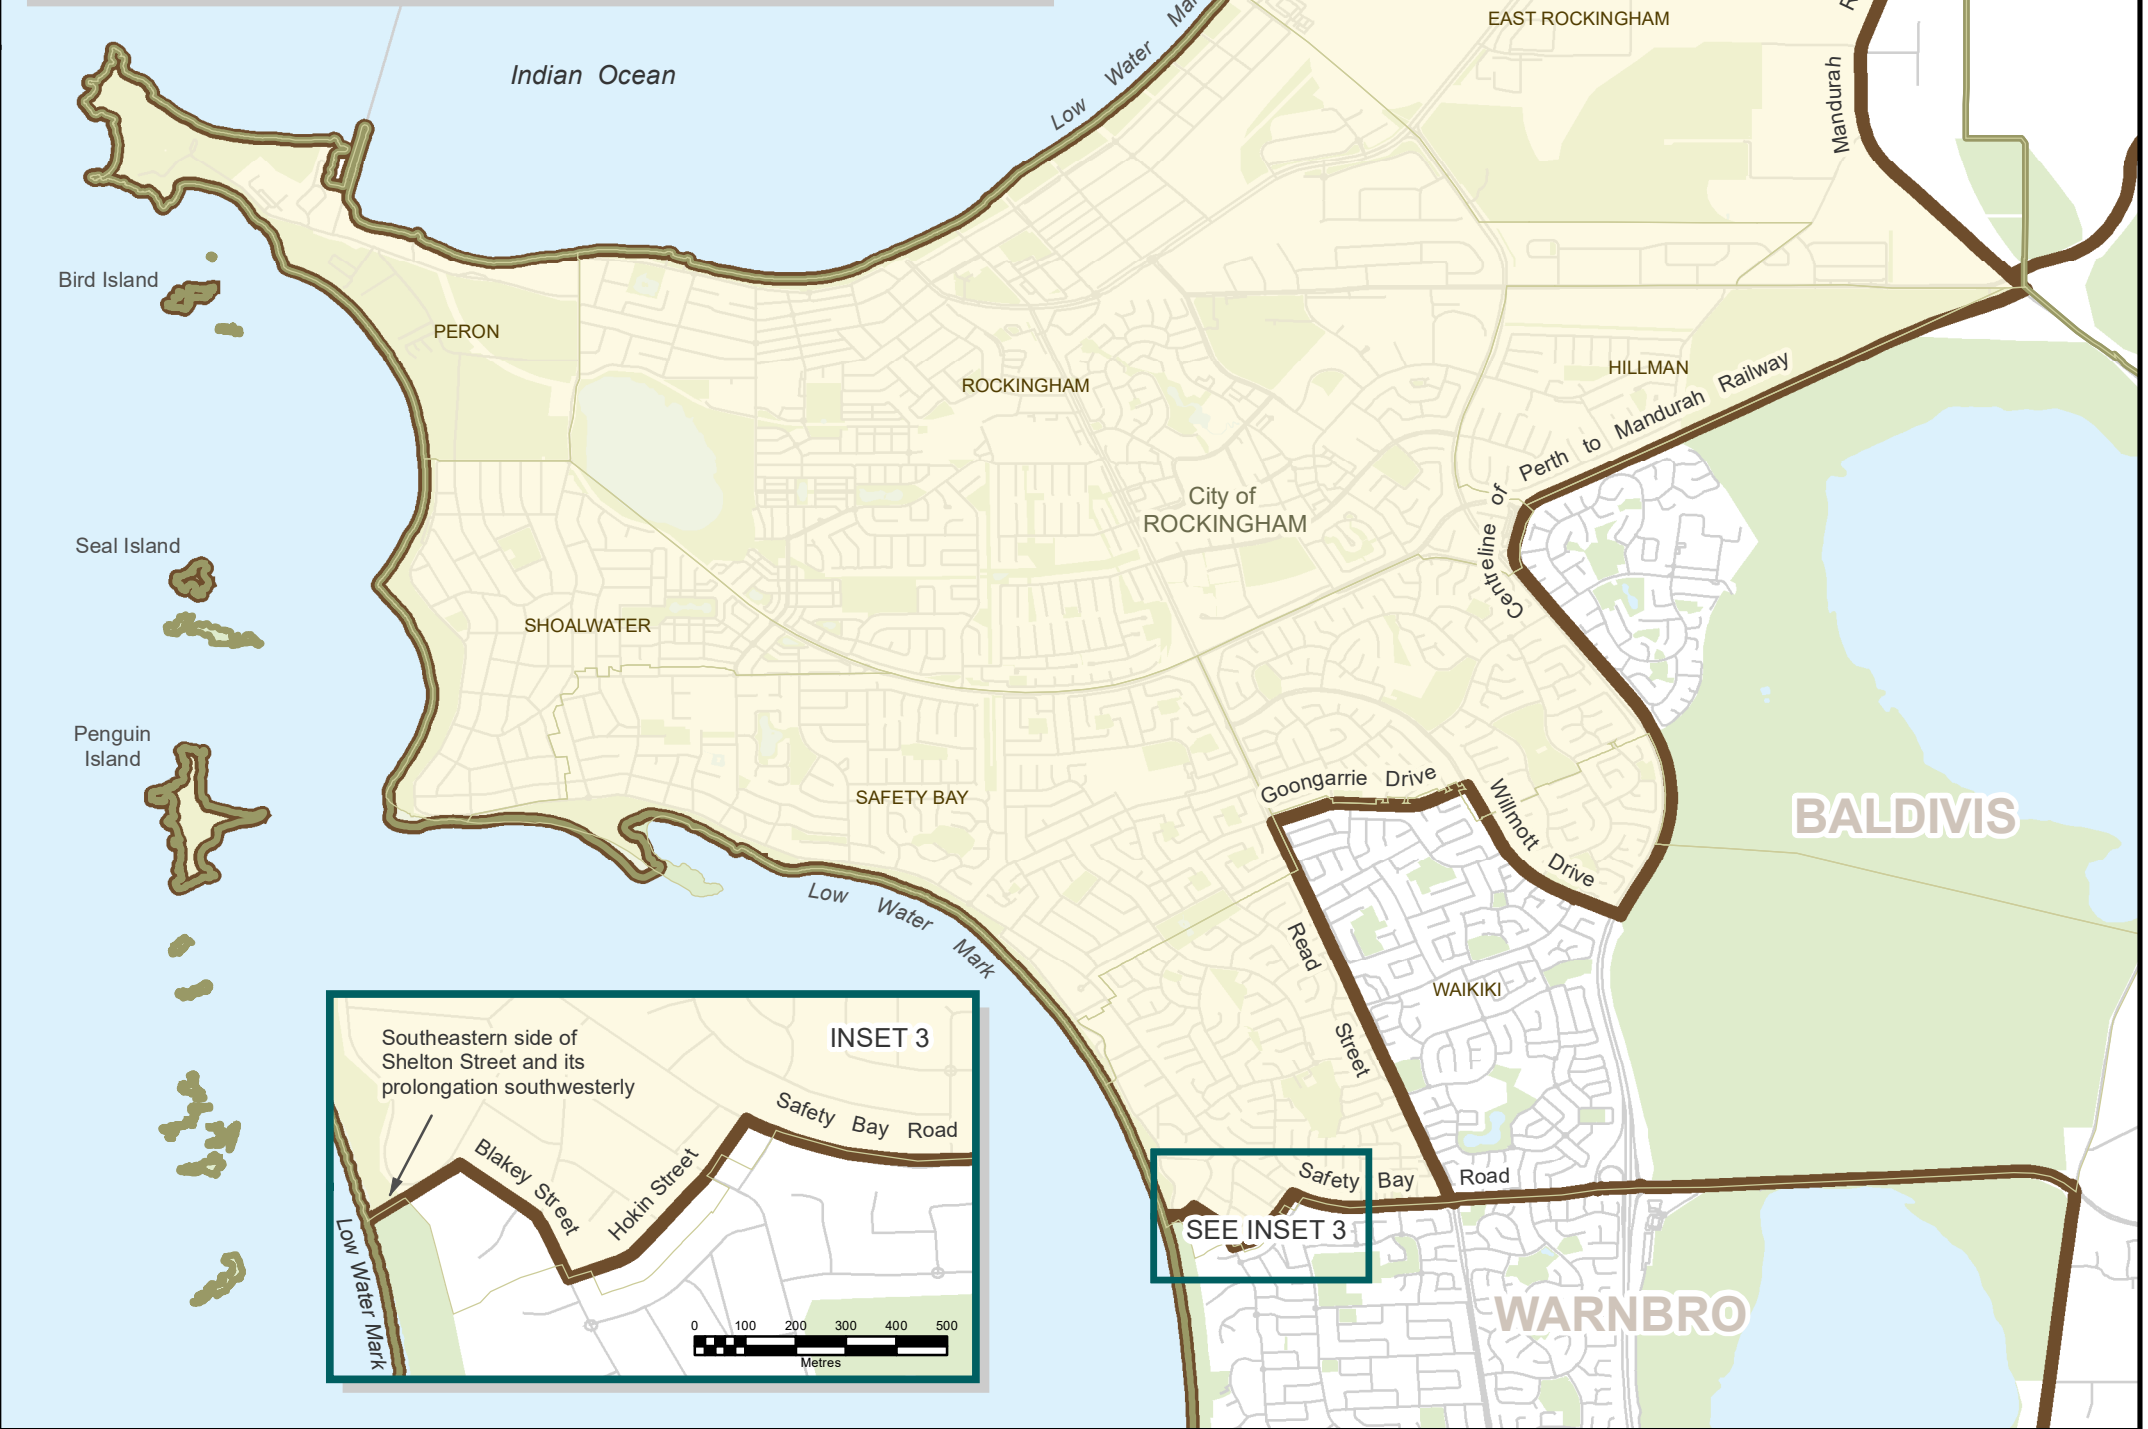 EAST ROCKINGHAM
Indian Ocean
Low Water
Mandurah
Bird Island
PERON
ROCKINGHAM
HILLMAN
Centreline of Perth to Mandurah Railway
City of
ROCKINGHAM
Seal Island
SHOALWATER
Penguin
Island
SAFETY BAY
Goongarrie Drive
Willmott Drive
BALDIVIS
Low Water Mark
Read Street
WAIKIKI
Safety Bay Road
SEE INSET 3
WARNBRO
INSET 3
Southeastern side of
Shelton Street and its
prolongation southwesterly
Safety Bay Road
Blakey Street
Hokin Street
Low Water Mark
0 100 200 300 400 500
Metres